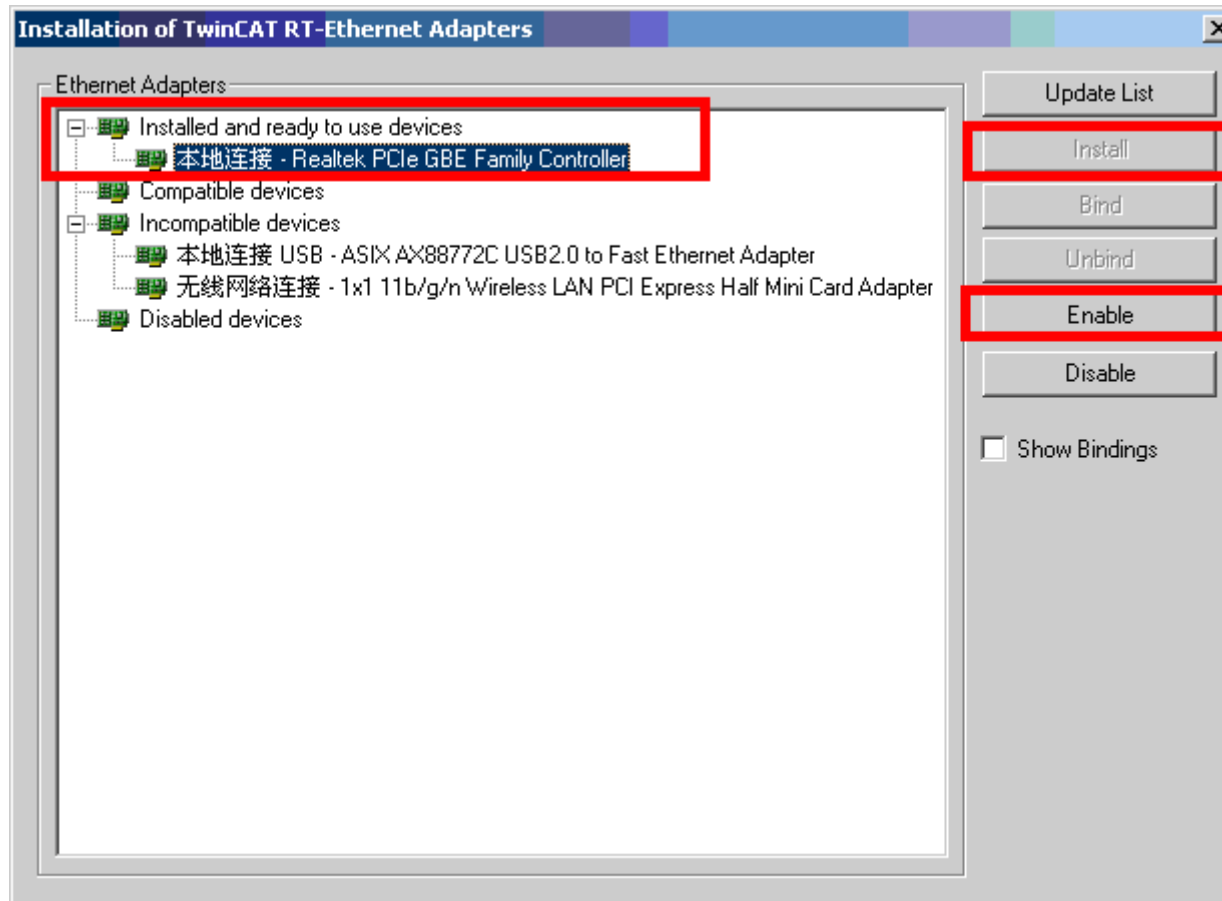 Installation of TwinCAT RT-Ethernet Adapters
Ethernet Adapters
Installed and ready to use devices
本地连接 - Realtek PCIe GBE Family Controller
Compatible devices
Incompatible devices
本地连接 USB - ASIX AX88772C USB2.0 to Fast Ethernet Adapter
无线网络连接 - 1x1 11b/g/n Wireless LAN PCI Express Half Mini Card Adapter
Disabled devices
Update List
Install
Bind
Unbind
Enable
Disable
Show Bindings